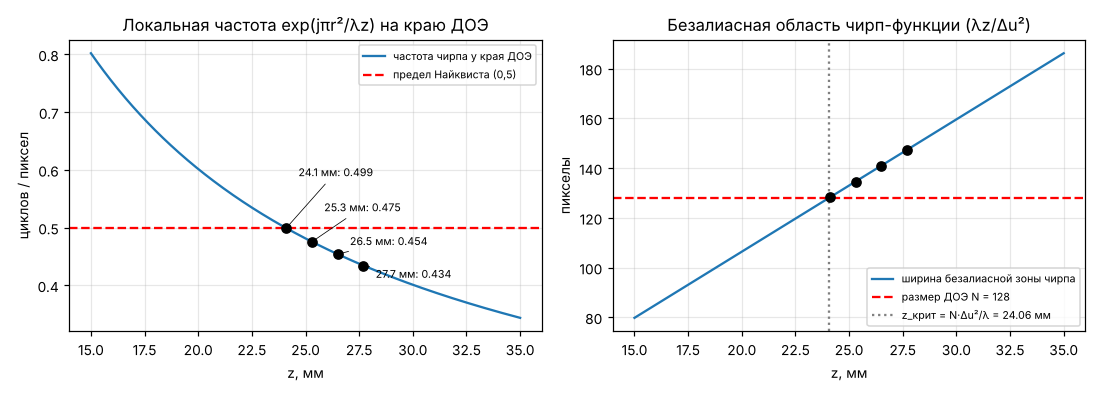 Локальная частота exp(jπr²/λz) на краю ДОЭ
циклов / пиксел
0.8
0.7
0.6
0.5
0.4
частота чирпа у края ДОЭ
предел Найквиста (0,5)
24.1 мм: 0.499
25.3 мм: 0.475
26.5 мм: 0.454
27.7 мм: 0.434
15.0 17.5 20.0 22.5 25.0 27.5 30.0 32.5 35.0
z, мм
Безалиасная область чирп-функции (λz/Δu²)
пикселы
180
160
140
120
100
80
ширина безалиасной зоны чирпа
размер ДОЭ N = 128
z_крит = N·Δu²/λ = 24.06 мм
15.0 17.5 20.0 22.5 25.0 27.5 30.0 32.5 35.0
z, мм